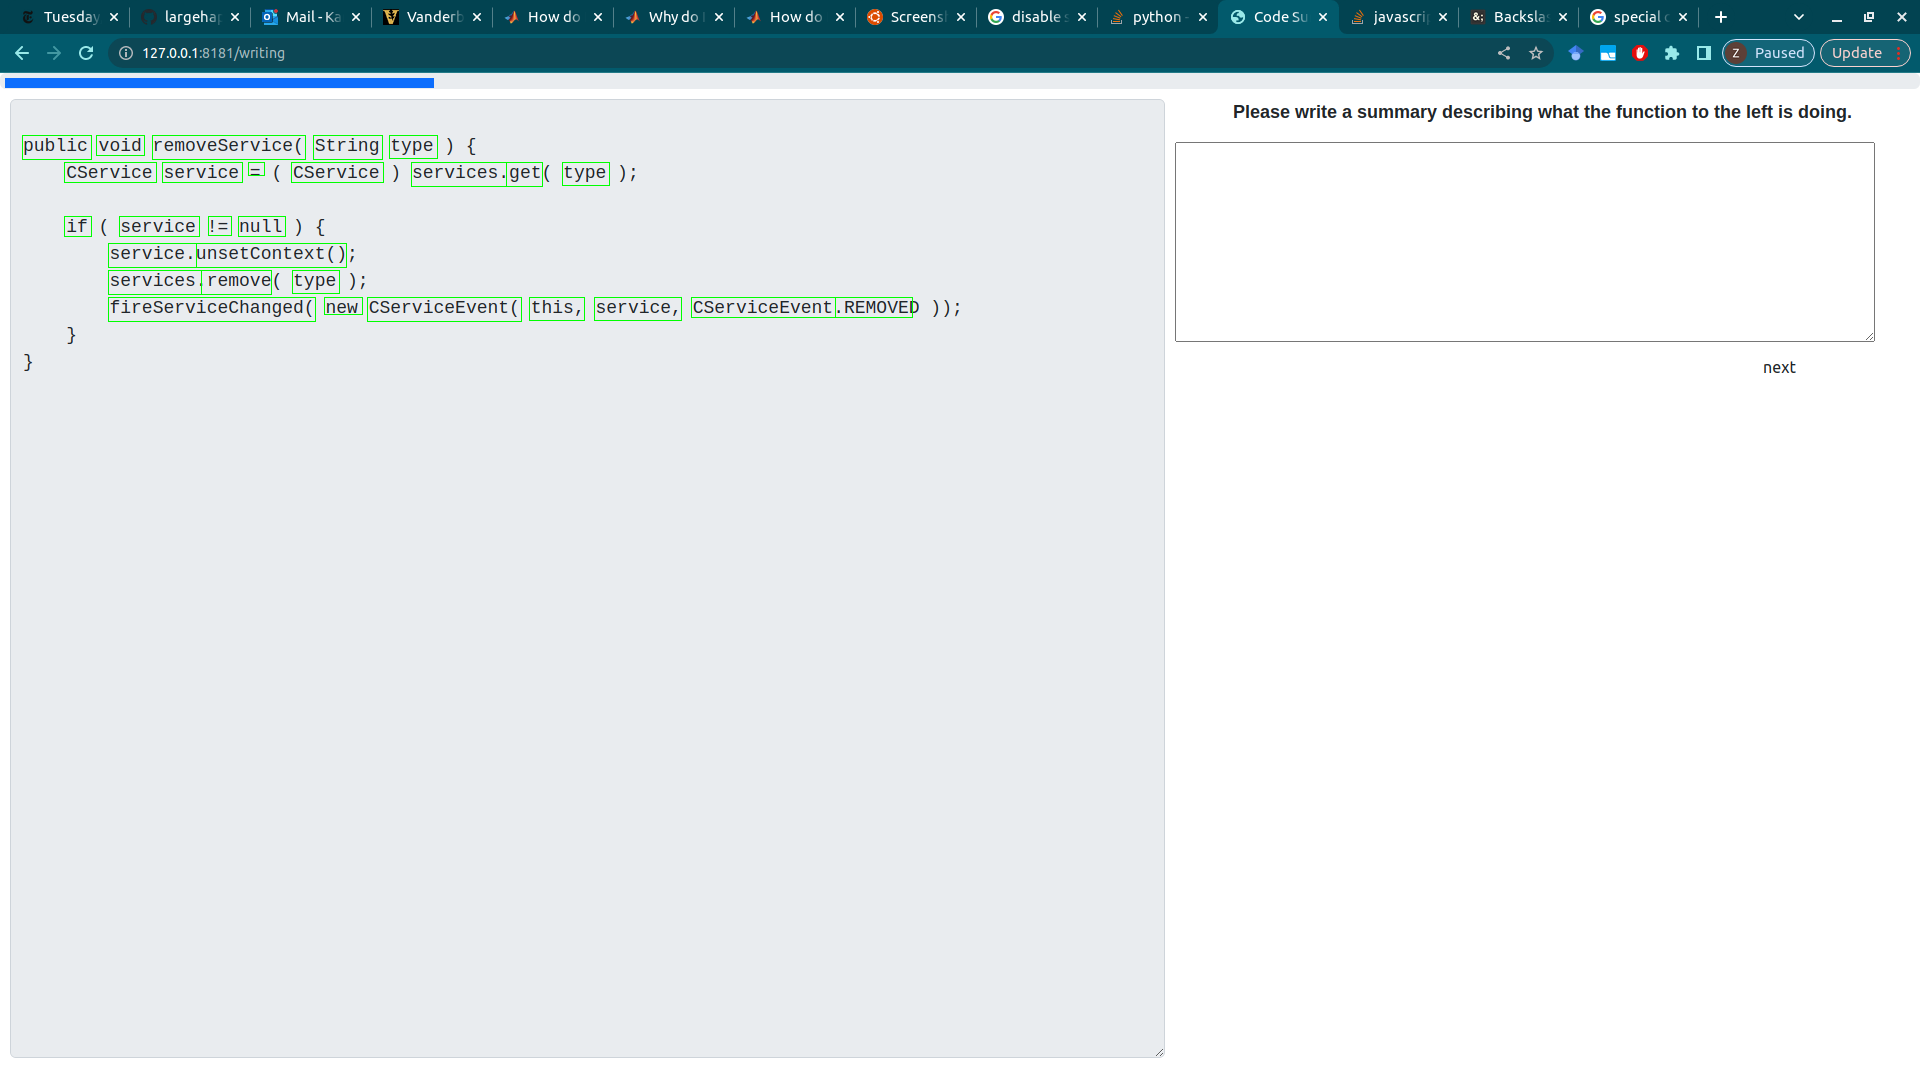 Tuesday
largehap
Mail - Ka
Vanderb
How do
Why do
How do
Screens
disable s
python -
Code Su
javascrip
Backslas
special c
127.0.0.1:8181/writing
Z Paused
Update
public void removeService( String type ) {
CService service = ( CService ) services.get( type );
if ( service != null ) {
service.unsetContext();
services.remove( type );
fireServiceChanged( new CServiceEvent( this, service, CServiceEvent.REMOVED ));
}
}
Please write a summary describing what the function to the left is doing.
next